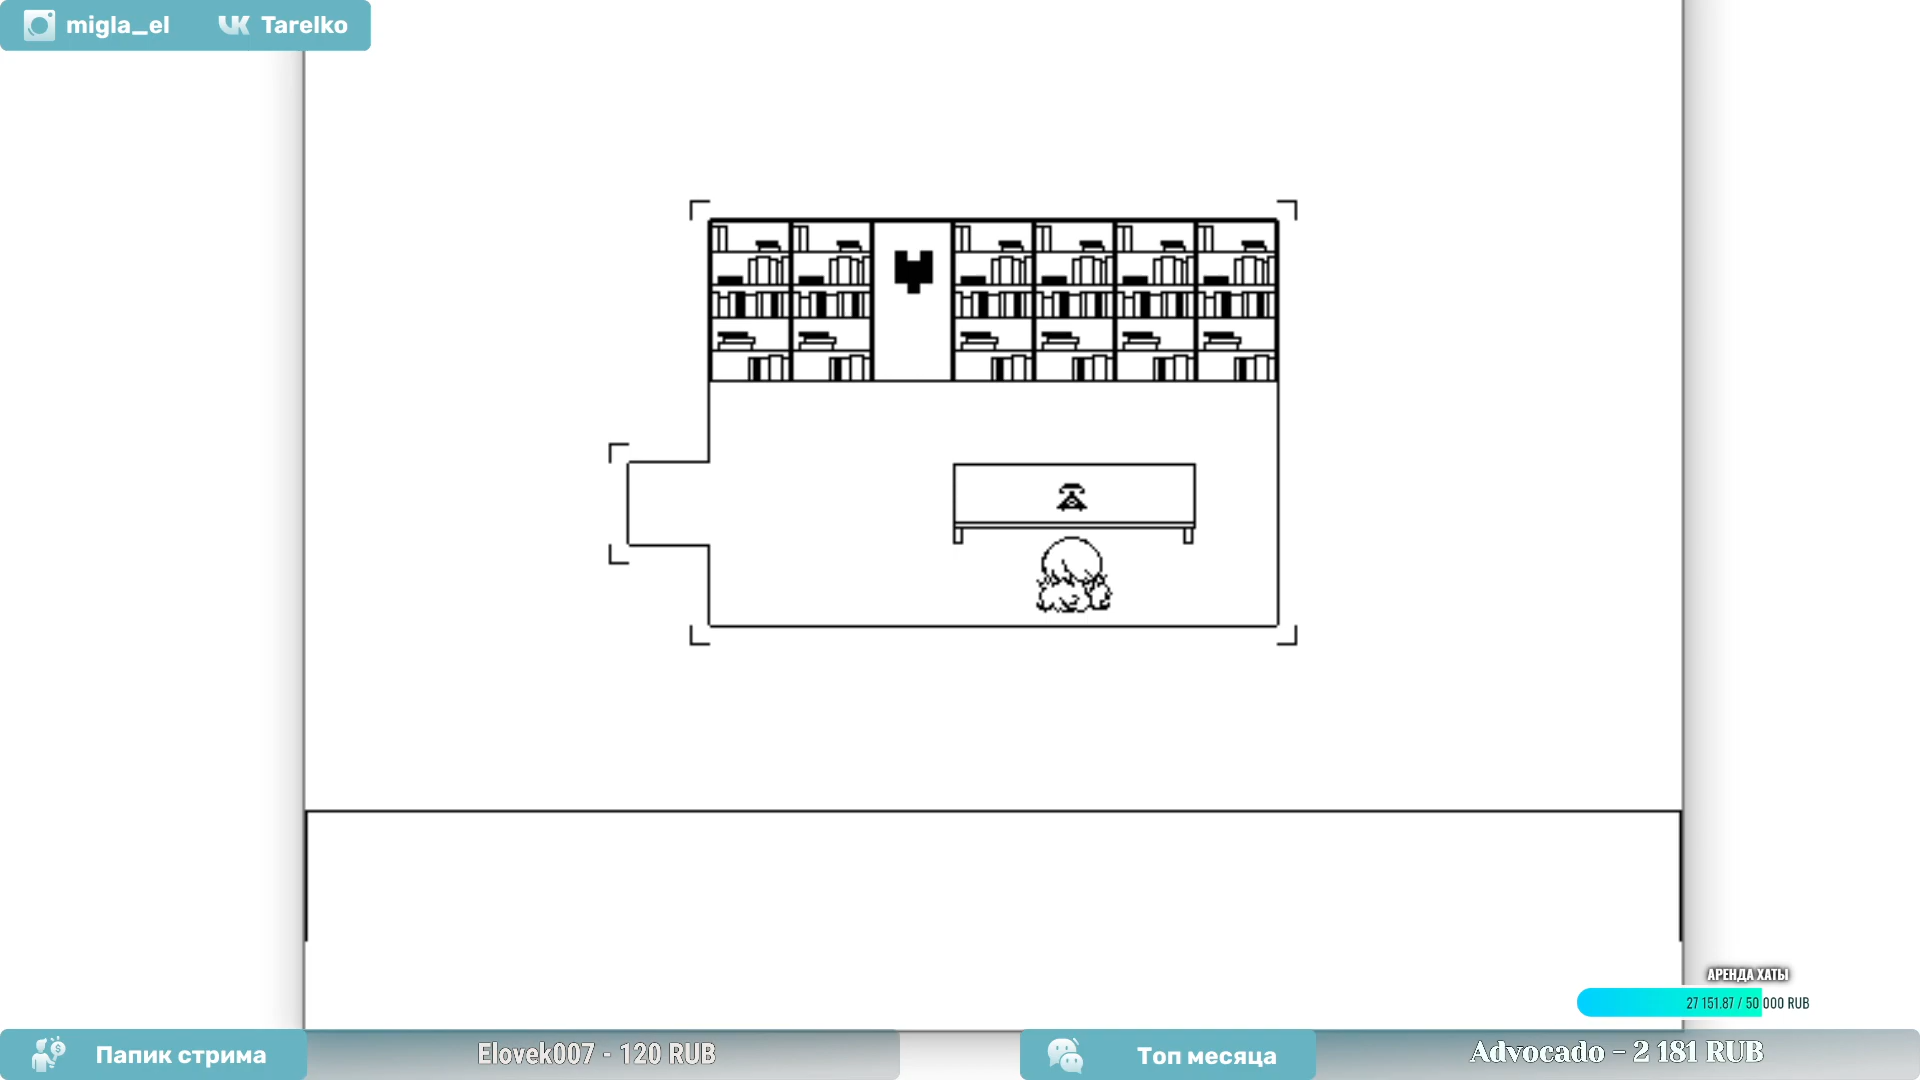 migla_el
Tarelko
АРЕНДА ХАТЫ
27 151.87 / 50 000 RUB
Папик стрима
Elovek007 - 120 RUB
Топ месяца
Advocado - 2 181 RUB